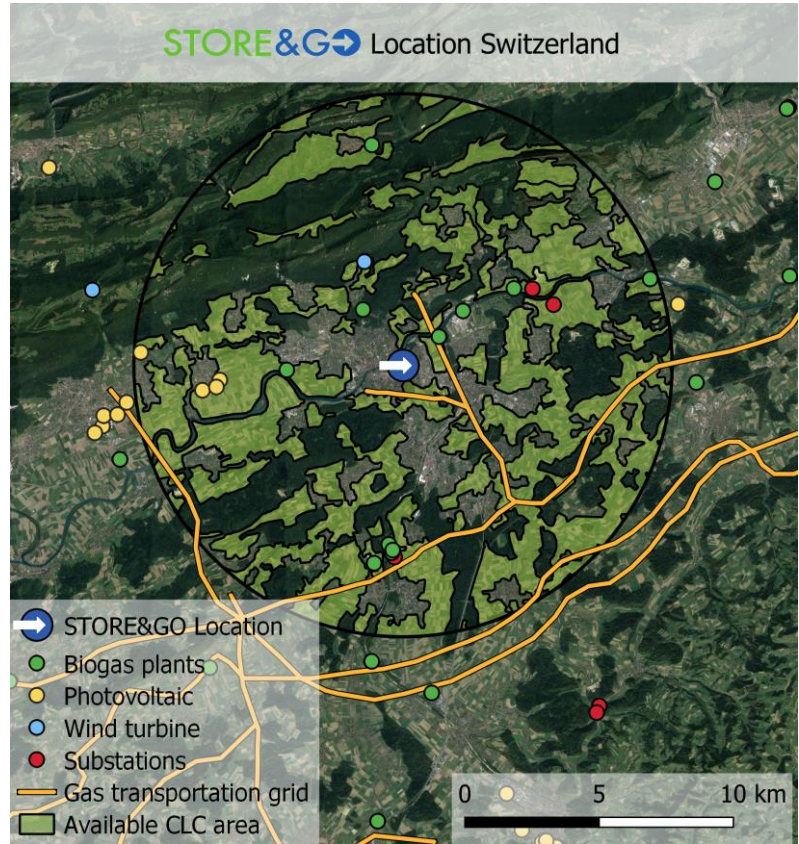 STORE&GO Location Switzerland
STORE&GO Location
Biogas plants
Photovoltaic
Wind turbine
Substations
Gas transportation grid
Available CLC area
0 5 10 km